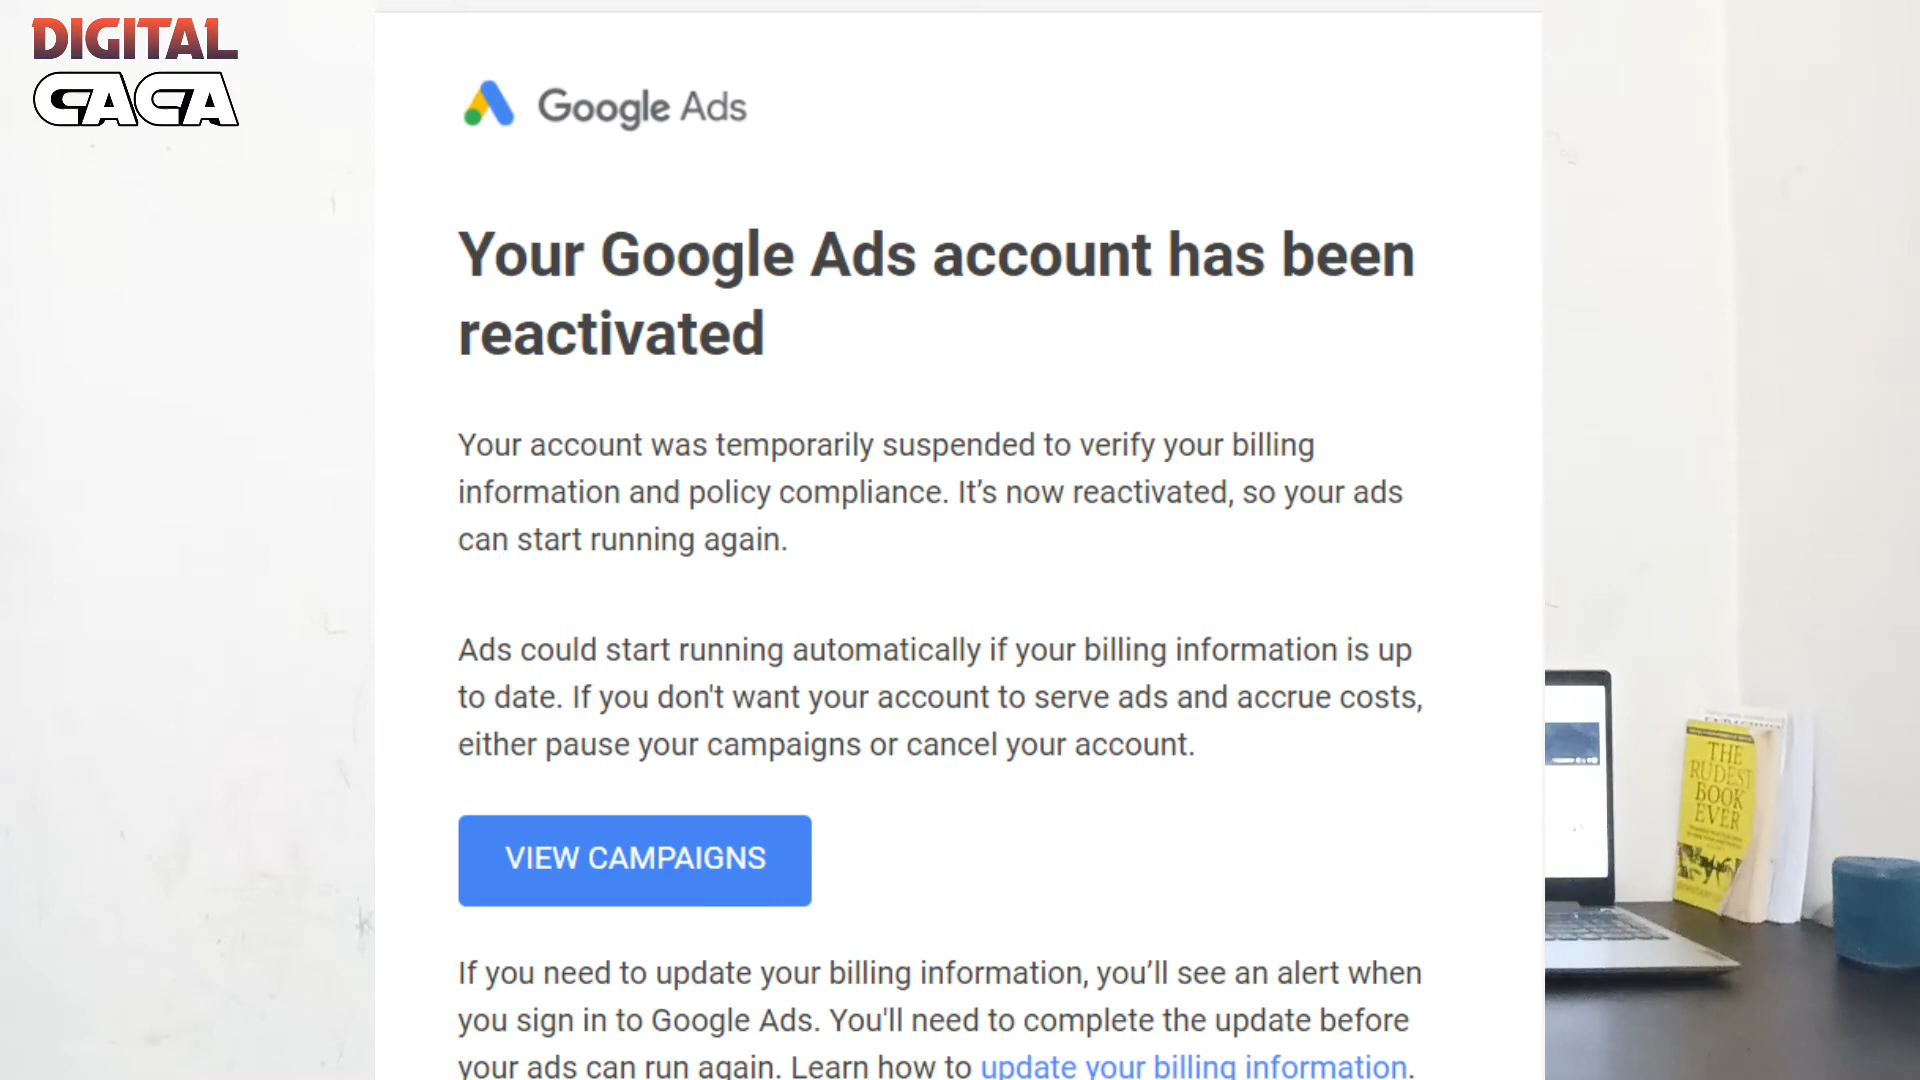 DIGITAL
CACA
Google Ads
Your Google Ads account has been
reactivated
Your account was temporarily suspended to verify your billing
information and policy compliance. It’s now reactivated, so your ads
can start running again.
Ads could start running automatically if your billing information is up
to date. If you don't want your account to serve ads and accrue costs,
either pause your campaigns or cancel your account.
VIEW CAMPAIGNS
If you need to update your billing information, you’ll see an alert when
you sign in to Google Ads. You'll need to complete the update before
your ads can run again. Learn how to update your billing information.
THE
RUDEST
BOOK
EVER